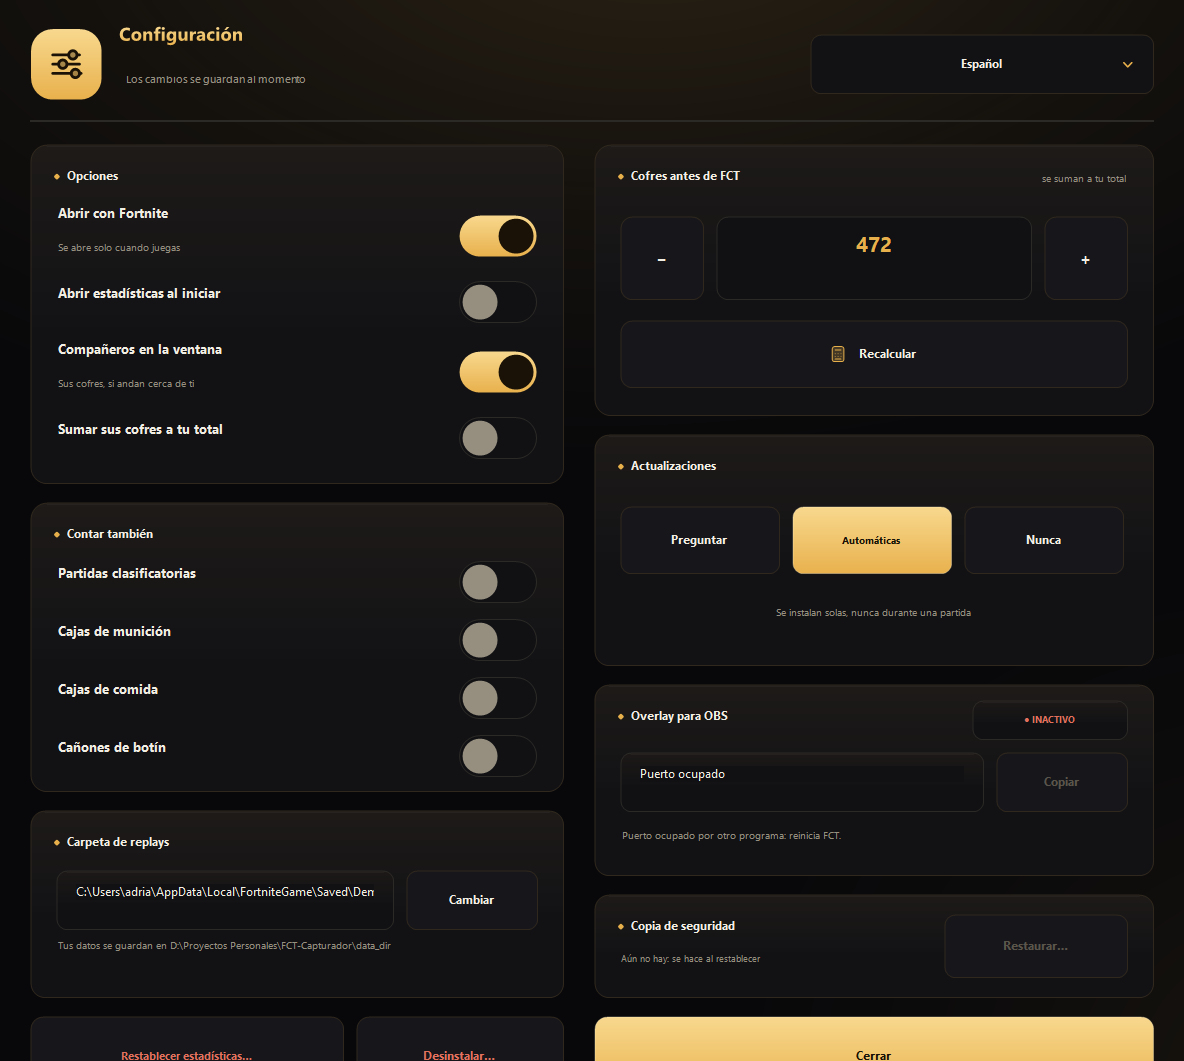 Configuración
Los cambios se guardan al momento
Español
Opciones
Abrir con Fortnite
Se abre solo cuando juegas
Abrir estadísticas al iniciar
Compañeros en la ventana
Sus cofres, si andan cerca de ti
Sumar sus cofres a tu total
Contar también
Partidas clasificatorias
Cajas de munición
Cajas de comida
Cañones de botín
Carpeta de replays
C:\Users\adria\AppData\Local\FortniteGame\Saved\Dem
Cambiar
Tus datos se guardan en D:\Proyectos Personales\FCT-Capturador\data_dir
Restablecer estadísticas...
Desinstalar...
Cofres antes de FCT
se suman a tu total
−
472
+
Recalcular
Actualizaciones
Preguntar
Automáticas
Nunca
Se instalan solas, nunca durante una partida
Overlay para OBS
• INACTIVO
Puerto ocupado
Copiar
Puerto ocupado por otro programa: reinicia FCT.
Copia de seguridad
Aún no hay: se hace al restablecer
Restaurar...
Cerrar